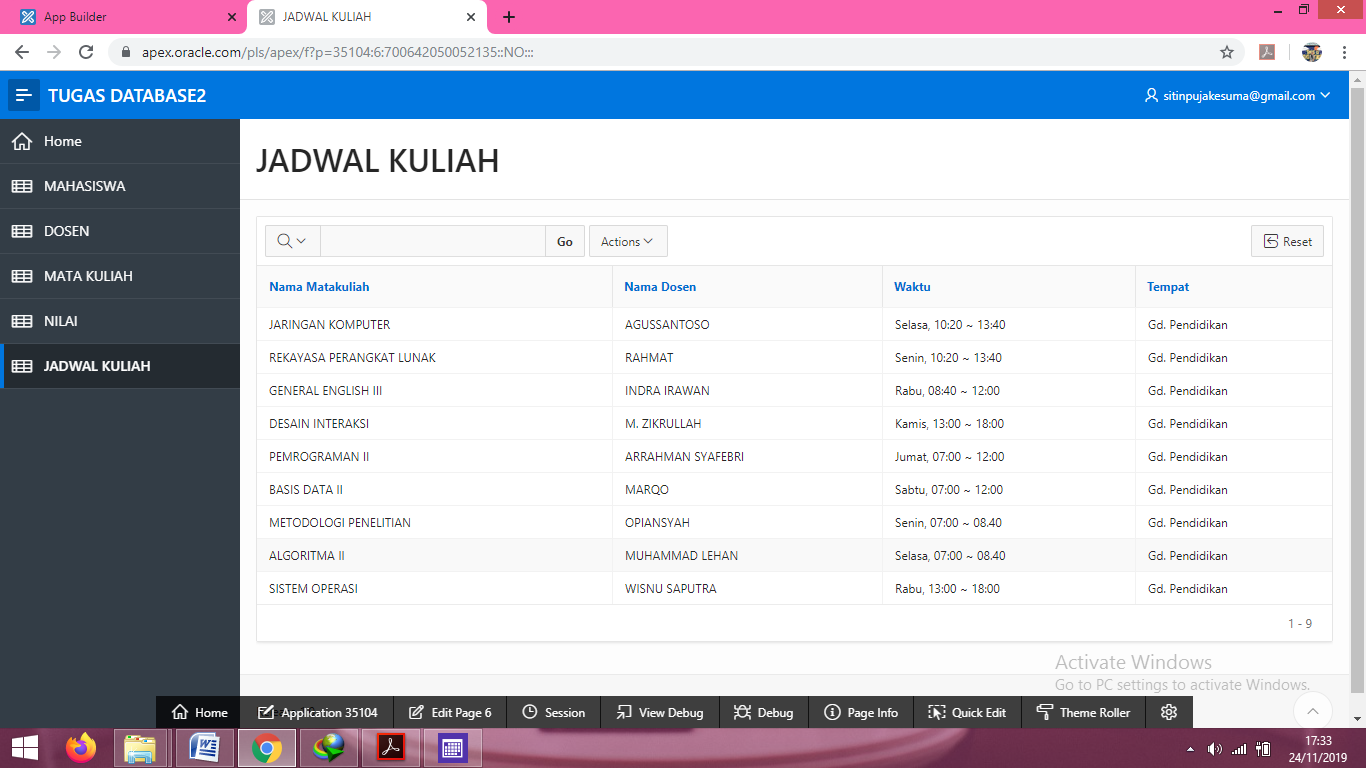 App Builder
JADWAL KULIAH
apex.oracle.com/pls/apex/f?p=35104:6:700642050052135::NO:::
TUGAS DATABASE2
sitinpujakesuma@gmail.com
Home
MAHASISWA
DOSEN
MATA KULIAH
NILAI
JADWAL KULIAH
JADWAL KULIAH
Go
Actions
Reset
Nama Matakuliah Nama Dosen Waktu Tempat
JARINGAN KOMPUTER AGUSSANTOSO Selasa, 10:20 ~ 13:40 Gd. Pendidikan
REKAYASA PERANGKAT LUNAK RAHMAT Senin, 10:20 ~ 13:40 Gd. Pendidikan
GENERAL ENGLISH III INDRA IRAWAN Rabu, 08:40 ~ 12:00 Gd. Pendidikan
DESAIN INTERAKSI M. ZIKRULLAH Kamis, 13:00 ~ 18:00 Gd. Pendidikan
PEMROGRAMAN II ARRAHMAN SYAFEBRI Jumat, 07:00 ~ 12:00 Gd. Pendidikan
BASIS DATA II MARQO Sabtu, 07:00 ~ 12:00 Gd. Pendidikan
METODOLOGI PENELITIAN OPIANSYAH Senin, 07:00 ~ 08.40 Gd. Pendidikan
ALGORITMA II MUHAMMAD LEHAN Selasa, 07:00 ~ 08.40 Gd. Pendidikan
SISTEM OPERASI WISNU SAPUTRA Rabu, 13:00 ~ 18:00 Gd. Pendidikan
1 - 9
Activate Windows
Go to PC settings to activate Windows.
Home Application 35104 Edit Page 6 Session View Debug Debug Page Info Quick Edit Theme Roller
17:33
24/11/2019